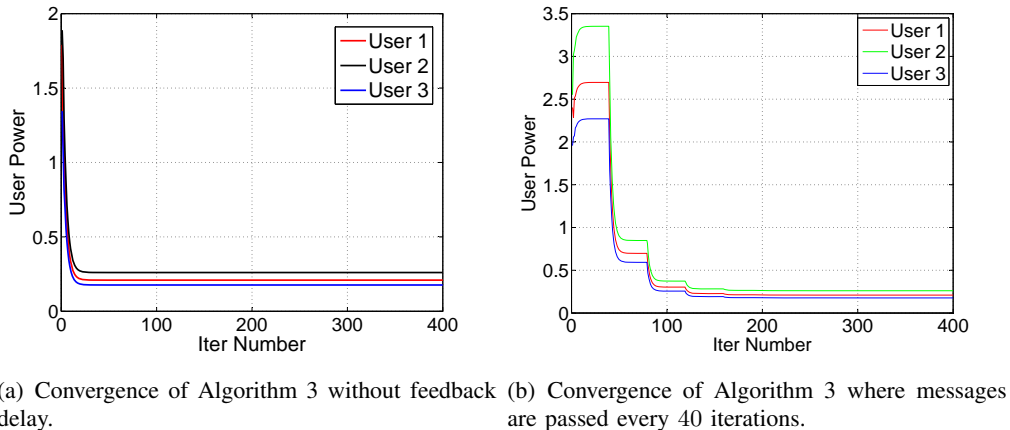 2
1.5
1
0.5
0
User Power
User 1
User 2
User 3
0 100 200 300 400
Iter Number
3.5
3
2.5
2
1.5
1
0.5
0
User Power
User 1
User 2
User 3
0 100 200 300 400
Iter Number
(a) Convergence of Algorithm 3 without feedback
delay.
(b) Convergence of Algorithm 3 where messages
are passed every 40 iterations.